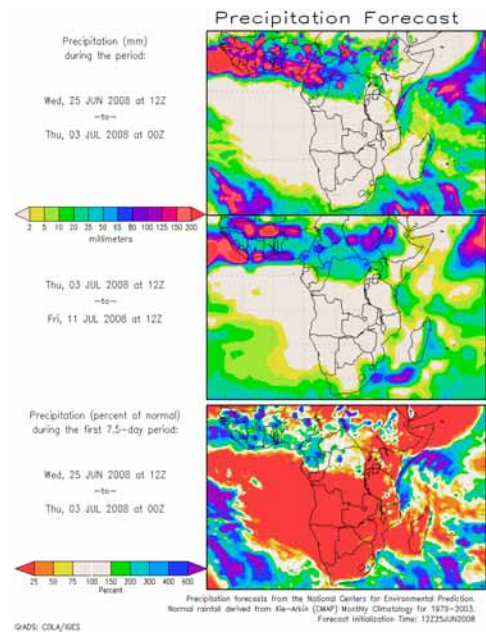 Precipitation Forecast
Precipitation (mm)
during the period:
Wed, 25 JUN 2008 at 12Z
-to-
Thu, 03 JUL 2008 at 00Z
2 5 10 20 25 50 65 80 100 125 150 200
millimeters
Thu, 03 JUL 2008 at 12Z
-to-
Fri, 11 JUL 2008 at 12Z
Precipitation (percent of normal)
during the first 7.5-day period:
Wed, 25 JUN 2008 at 12Z
-to-
Thu, 03 JUL 2008 at 00Z
25 50 75 100 150 200 300 400 600
Percent
Precipitation forecasts from the National Centers for Environmental Prediction.
Normal rainfall derived from Xie-Arkin (CMAP) Monthly Climatology for 1979-2003.
Forecast Initialization Time: 12Z25JUN2008
GrADS: COLA/IGES